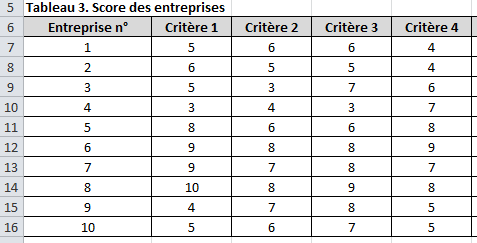 5 Tableau 3. Score des entreprises
6 Entreprise n° Critère 1 Critère 2 Critère 3 Critère 4
7 1 5 6 6 4
8 2 6 5 5 4
9 3 5 3 7 6
10 4 3 4 3 7
11 5 8 6 6 8
12 6 9 8 8 9
13 7 9 7 8 7
14 8 10 8 9 8
15 9 4 7 8 5
16 10 5 6 7 5